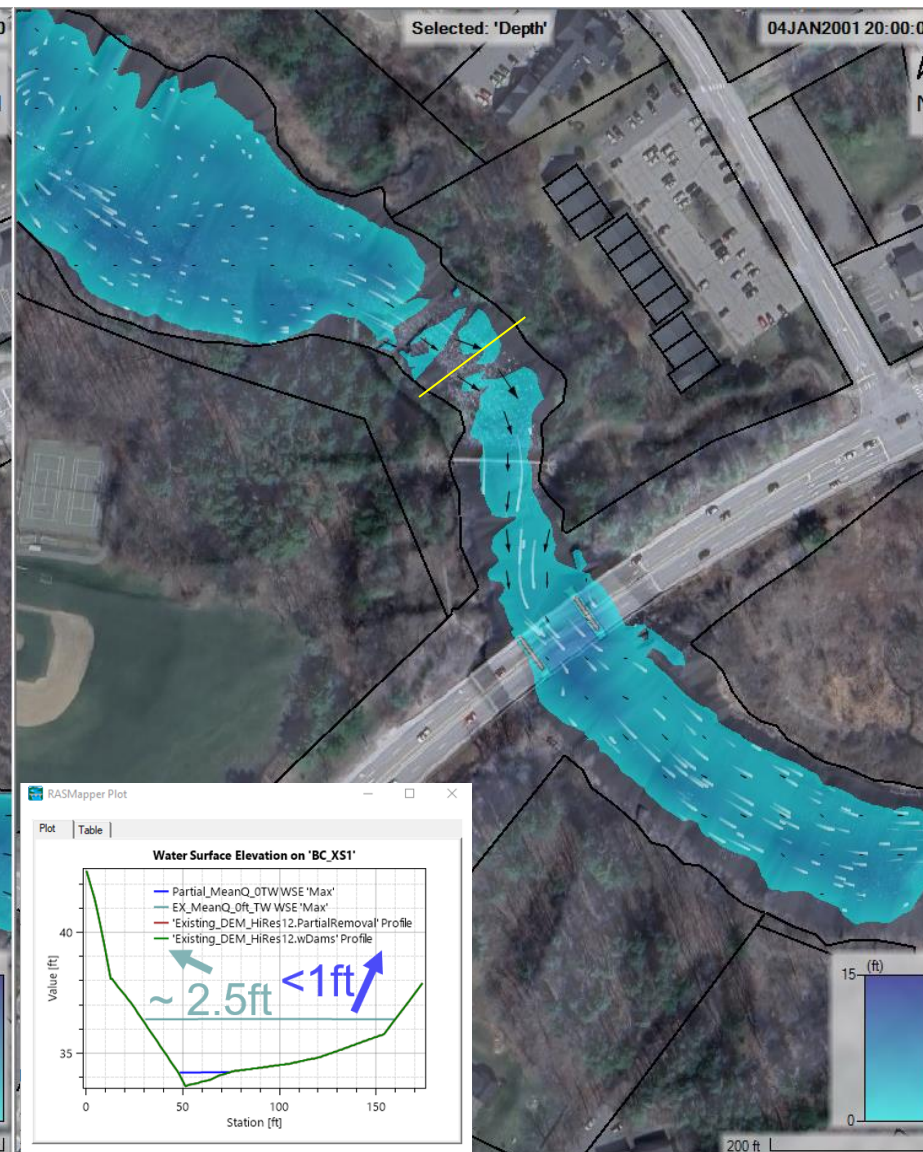 Selected: 'Depth'
04JAN2001 20:00:0
RASMapper Plot
Plot
Table
Water Surface Elevation on 'BC_XS1'
Partial_MeanQ_0TW WSE 'Max'
EX_MeanQ_0ft_TW WSE 'Max'
'Existing_DEM_HiRes12.PartialRemoval' Profile
'Existing_DEM_HiRes12.wDams' Profile
~ 2.5ft
<1ft
Value [ft]
40
35
0
50
100
150
Station [ft]
(ft)
15
0
200 ft